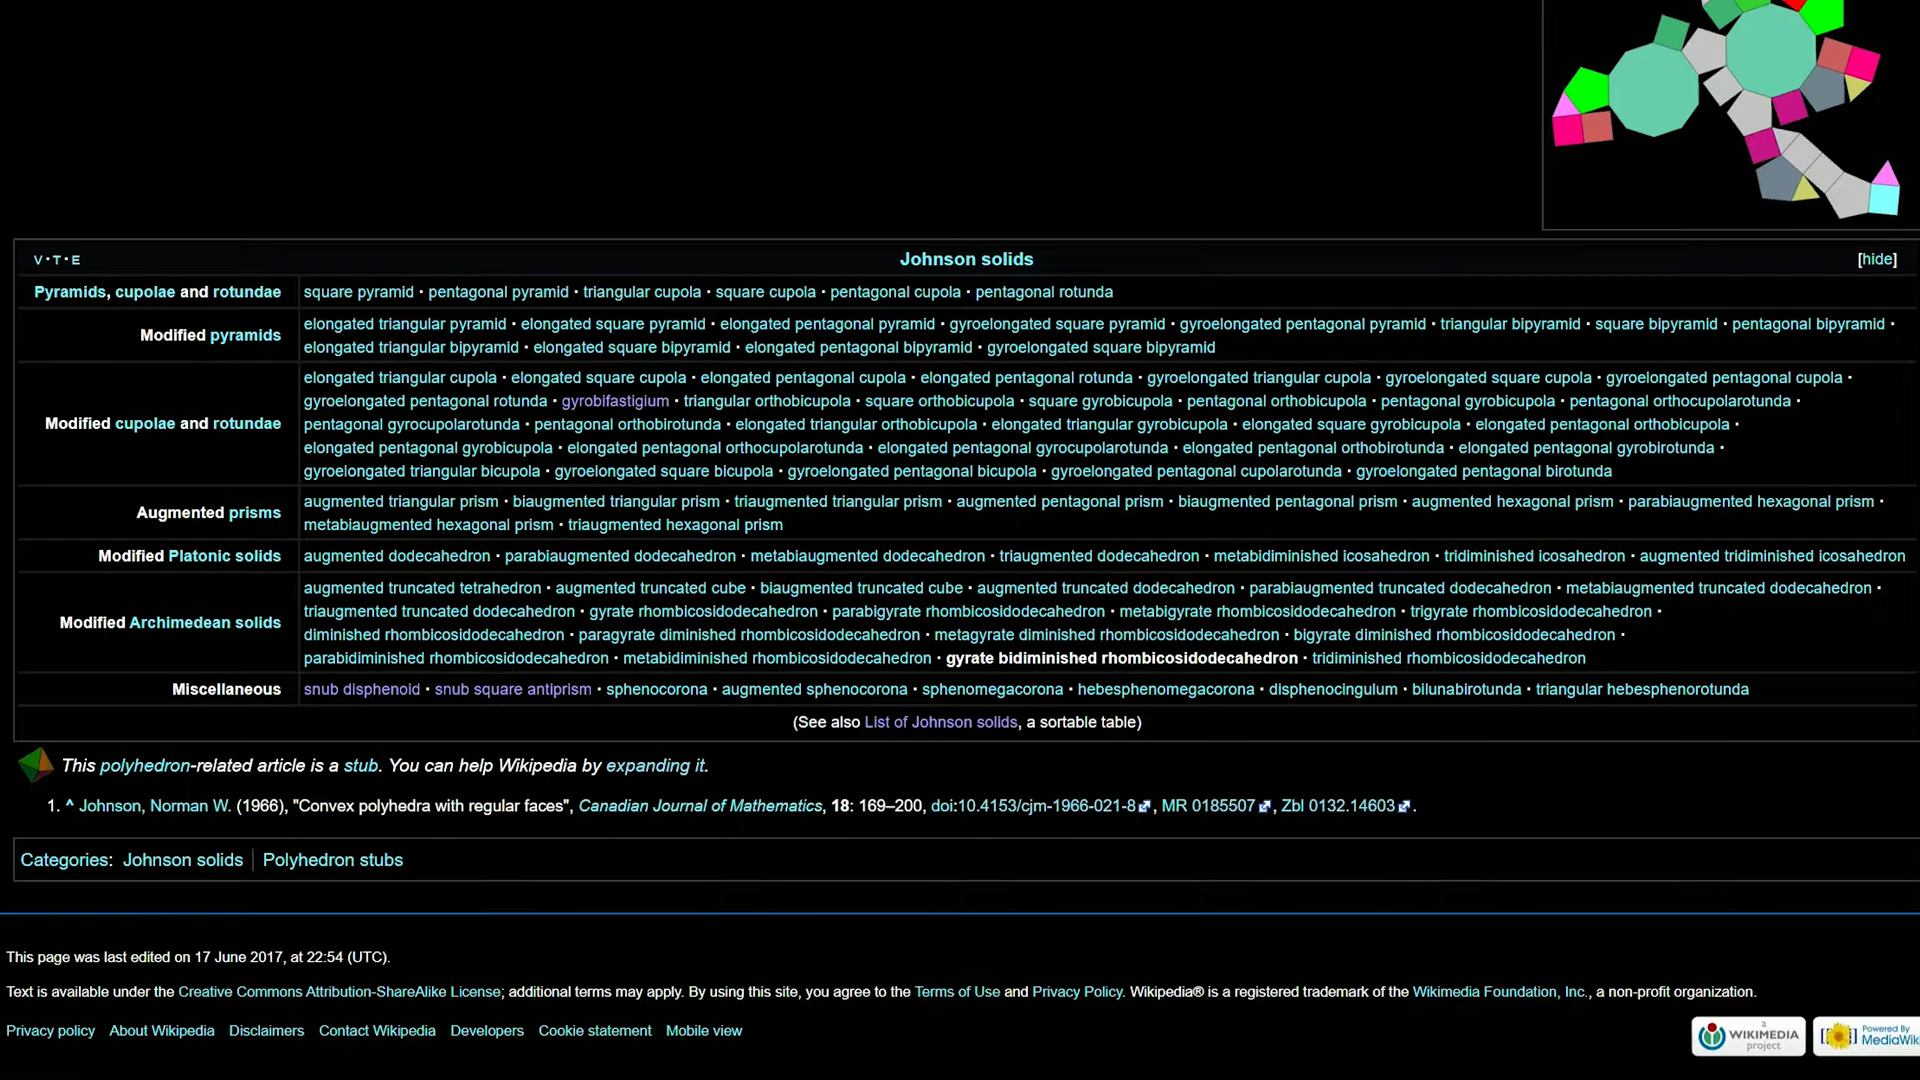 V · T · E Johnson solids [hide]
Pyramids, cupolae and rotundae square pyramid · pentagonal pyramid · triangular cupola · square cupola · pentagonal cupola · pentagonal rotunda
Modified pyramids elongated triangular pyramid · elongated square pyramid · elongated pentagonal pyramid · gyroelongated square pyramid · gyroelongated pentagonal pyramid · triangular bipyramid · square bipyramid · pentagonal bipyramid ·
elongated triangular bipyramid · elongated square bipyramid · elongated pentagonal bipyramid · gyroelongated square bipyramid
Modified cupolae and rotundae elongated triangular cupola · elongated square cupola · elongated pentagonal cupola · elongated pentagonal rotunda · gyroelongated triangular cupola · gyroelongated square cupola · gyroelongated pentagonal cupola ·
gyroelongated pentagonal rotunda · gyrobifastigium · triangular orthobicupola · square orthobicupola · square gyrobicupola · pentagonal orthobicupola · pentagonal gyrobicupola · pentagonal orthocupolarotunda ·
pentagonal gyrocupolarotunda · pentagonal orthobirotunda · elongated triangular orthobicupola · elongated triangular gyrobicupola · elongated square gyrobicupola · elongated pentagonal orthobicupola ·
elongated pentagonal gyrobicupola · elongated pentagonal orthocupolarotunda · elongated pentagonal gyrocupolarotunda · elongated pentagonal orthobirotunda · elongated pentagonal gyrobirotunda ·
gyroelongated triangular bicupola · gyroelongated square bicupola · gyroelongated pentagonal bicupola · gyroelongated pentagonal cupolarotunda · gyroelongated pentagonal birotunda
Augmented prisms augmented triangular prism · biaugmented triangular prism · triaugmented triangular prism · augmented pentagonal prism · biaugmented pentagonal prism · augmented hexagonal prism · parabiaugmented hexagonal prism ·
metabiaugmented hexagonal prism · triaugmented hexagonal prism
Modified Platonic solids augmented dodecahedron · parabiaugmented dodecahedron · metabiaugmented dodecahedron · triaugmented dodecahedron · metabidiminished icosahedron · tridiminished icosahedron · augmented tridiminished icosahedron
Modified Archimedean solids augmented truncated tetrahedron · augmented truncated cube · biaugmented truncated cube · augmented truncated dodecahedron · parabiaugmented truncated dodecahedron · metabiaugmented truncated dodecahedron ·
triaugmented truncated dodecahedron · gyrate rhombicosidodecahedron · parabigyrate rhombicosidodecahedron · metabigyrate rhombicosidodecahedron · trigyrate rhombicosidodecahedron ·
diminished rhombicosidodecahedron · paragyrate diminished rhombicosidodecahedron · metagyrate diminished rhombicosidodecahedron · bigyrate diminished rhombicosidodecahedron ·
parabidiminished rhombicosidodecahedron · metabidiminished rhombicosidodecahedron · gyrate bidiminished rhombicosidodecahedron · tridiminished rhombicosidodecahedron
Miscellaneous snub disphenoid · snub square antiprism · sphenocorona · augmented sphenocorona · sphenomegacorona · hebesphenomegacorona · disphenocingulum · bilunabirotunda · triangular hebesphenorotunda
(See also List of Johnson solids, a sortable table)
This polyhedron-related article is a stub. You can help Wikipedia by expanding it.
1. ^ Johnson, Norman W. (1966), "Convex polyhedra with regular faces", Canadian Journal of Mathematics, 18: 169–200, doi:10.4153/cjm-1966-021-8, MR 0185507, Zbl 0132.14603.
Categories: Johnson solids | Polyhedron stubs
This page was last edited on 17 June 2017, at 22:54 (UTC).
Text is available under the Creative Commons Attribution-ShareAlike License; additional terms may apply. By using this site, you agree to the Terms of Use and Privacy Policy. Wikipedia® is a registered trademark of the Wikimedia Foundation, Inc., a non-profit organization.
Privacy policy About Wikipedia Disclaimers Contact Wikipedia Developers Cookie statement Mobile view
a WIKIMEDIA project
Powered By MediaWiki